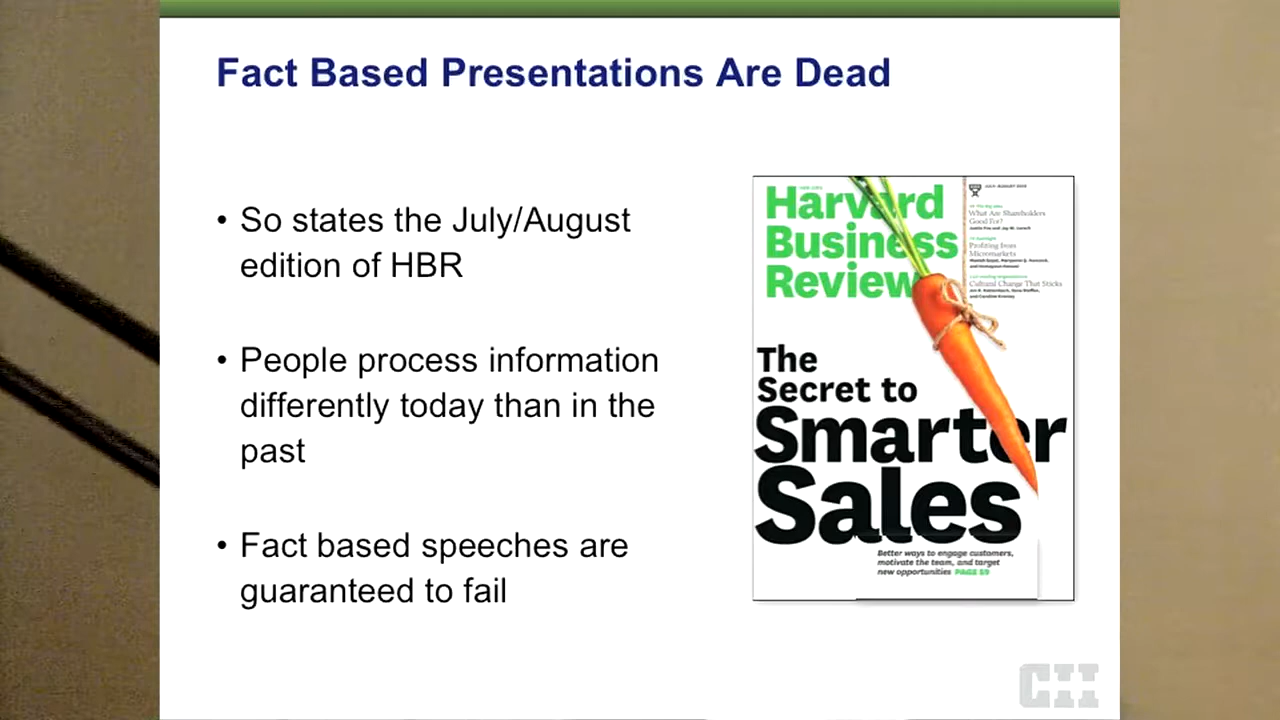 Fact Based Presentations Are Dead
• So states the July/August
edition of HBR
• People process information
differently today than in the
past
• Fact based speeches are
guaranteed to fail
Harvard
Business
Review
JULY–AUGUST 2012
What Are Shareholders
Good For?
Profiting from
Micromarkets
Cultural Change That Sticks
The
Secret to
Smarter
Sales
Better ways to engage customers,
motivate the team, and target
new opportunities PAGE 59
CII